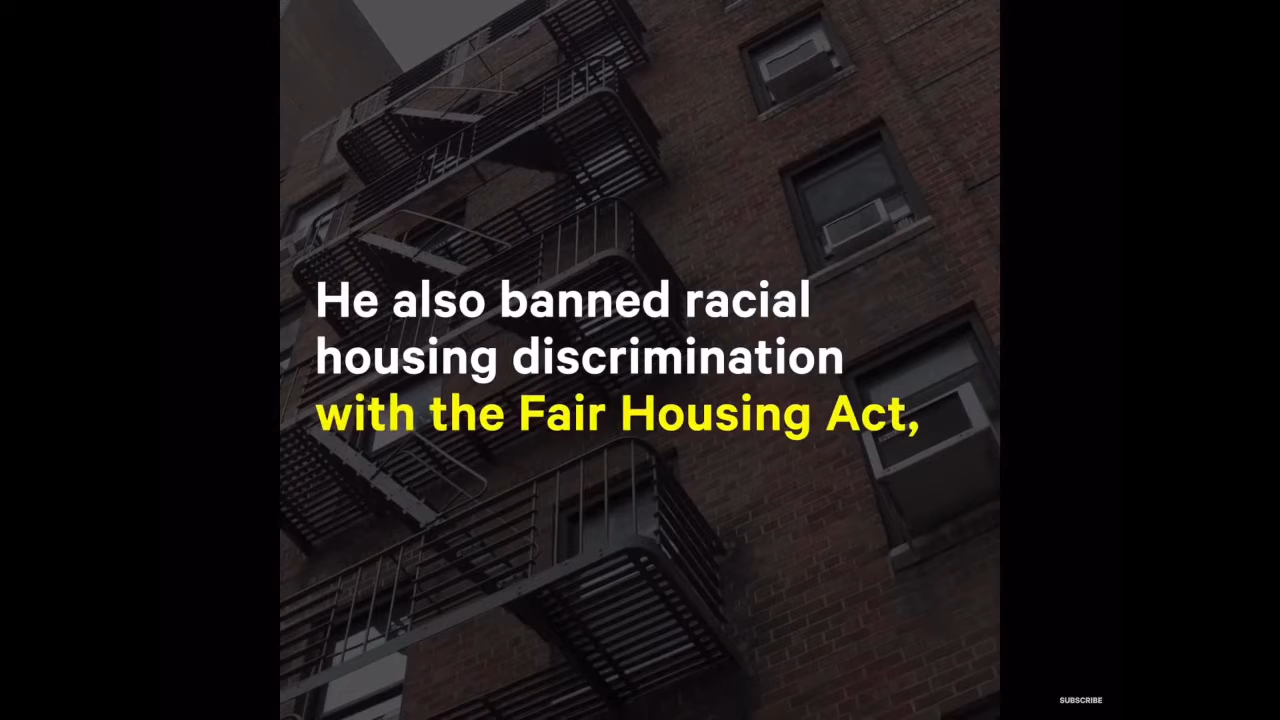 He also banned racial
housing discrimination
with the Fair Housing Act,
SUBSCRIBE